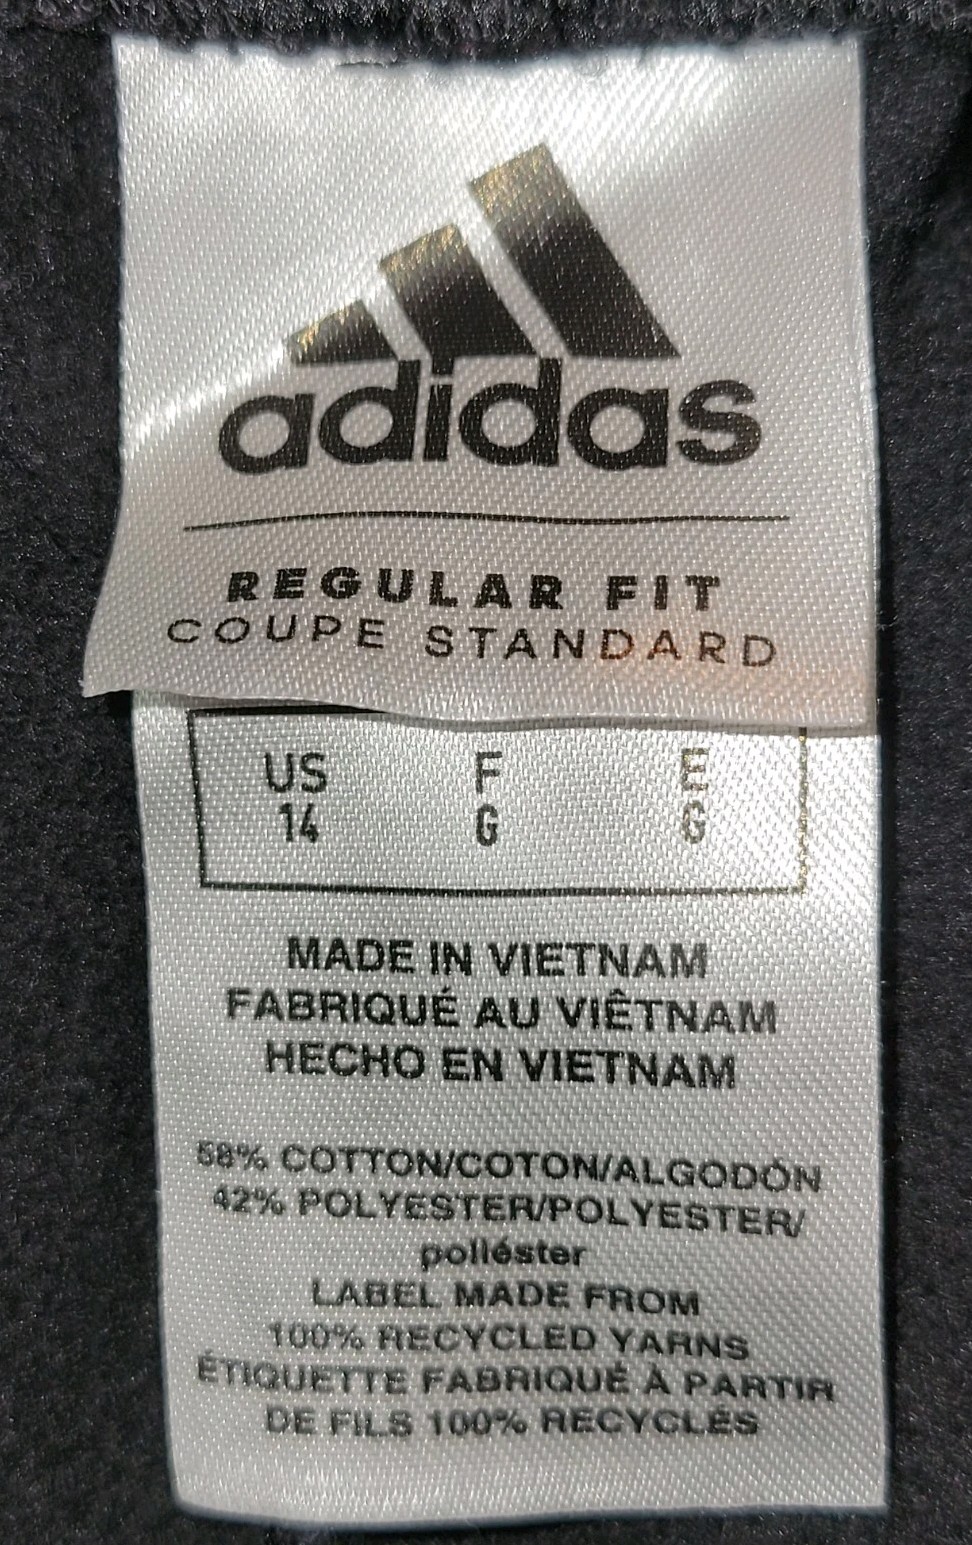 adidas
REGULAR FIT
COUPE STANDARD
US F E
14 G G
MADE IN VIETNAM
FABRIQUÉ AU VIÊTNAM
HECHO EN VIETNAM
58% COTTON/COTON/ALGODÓN
42% POLYESTER/POLYESTER/
poliéster
LABEL MADE FROM
100% RECYCLED YARNS
ÉTIQUETTE FABRIQUÉ À PARTIR
DE FILS 100% RECYCLÉS